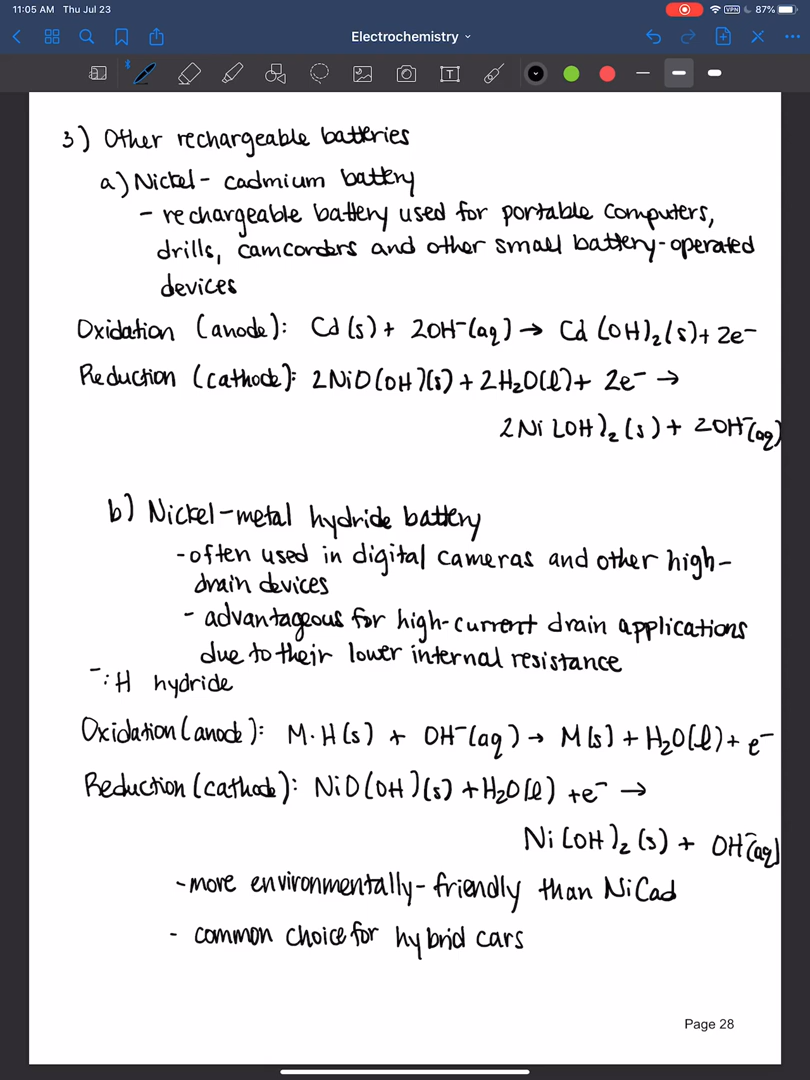 11:05 AM Thu Jul 23
VPN
87%
Electrochemistry
T
3) Other rechargeable batteries
a) Nickel- cadmium battery
- rechargeable battery used for portable computers,
drills, camcorders and other small battery-operated
devices
Oxidation (anode): Cd (s) + 2OH⁻(aq) → Cd (OH)₂(s) + 2e⁻
Reduction (cathode): 2NiO(OH)(s) + 2H₂O(l) + 2e⁻ →
2Ni(OH)₂(s) + 2OH⁻(aq)
b) Nickel-metal hydride battery
- often used in digital cameras and other high-
drain devices
- advantageous for high-current drain applications
due to their lower internal resistance
⁻:H hydride
Oxidation (anode): M·H(s) + OH⁻(aq) → M(s) + H₂O(l) + e⁻
Reduction (cathode): NiO(OH)(s) + H₂O(l) + e⁻ →
Ni(OH)₂(s) + OH⁻(aq)
- more environmentally-friendly than NiCad
- common choice for hybrid cars
Page 28